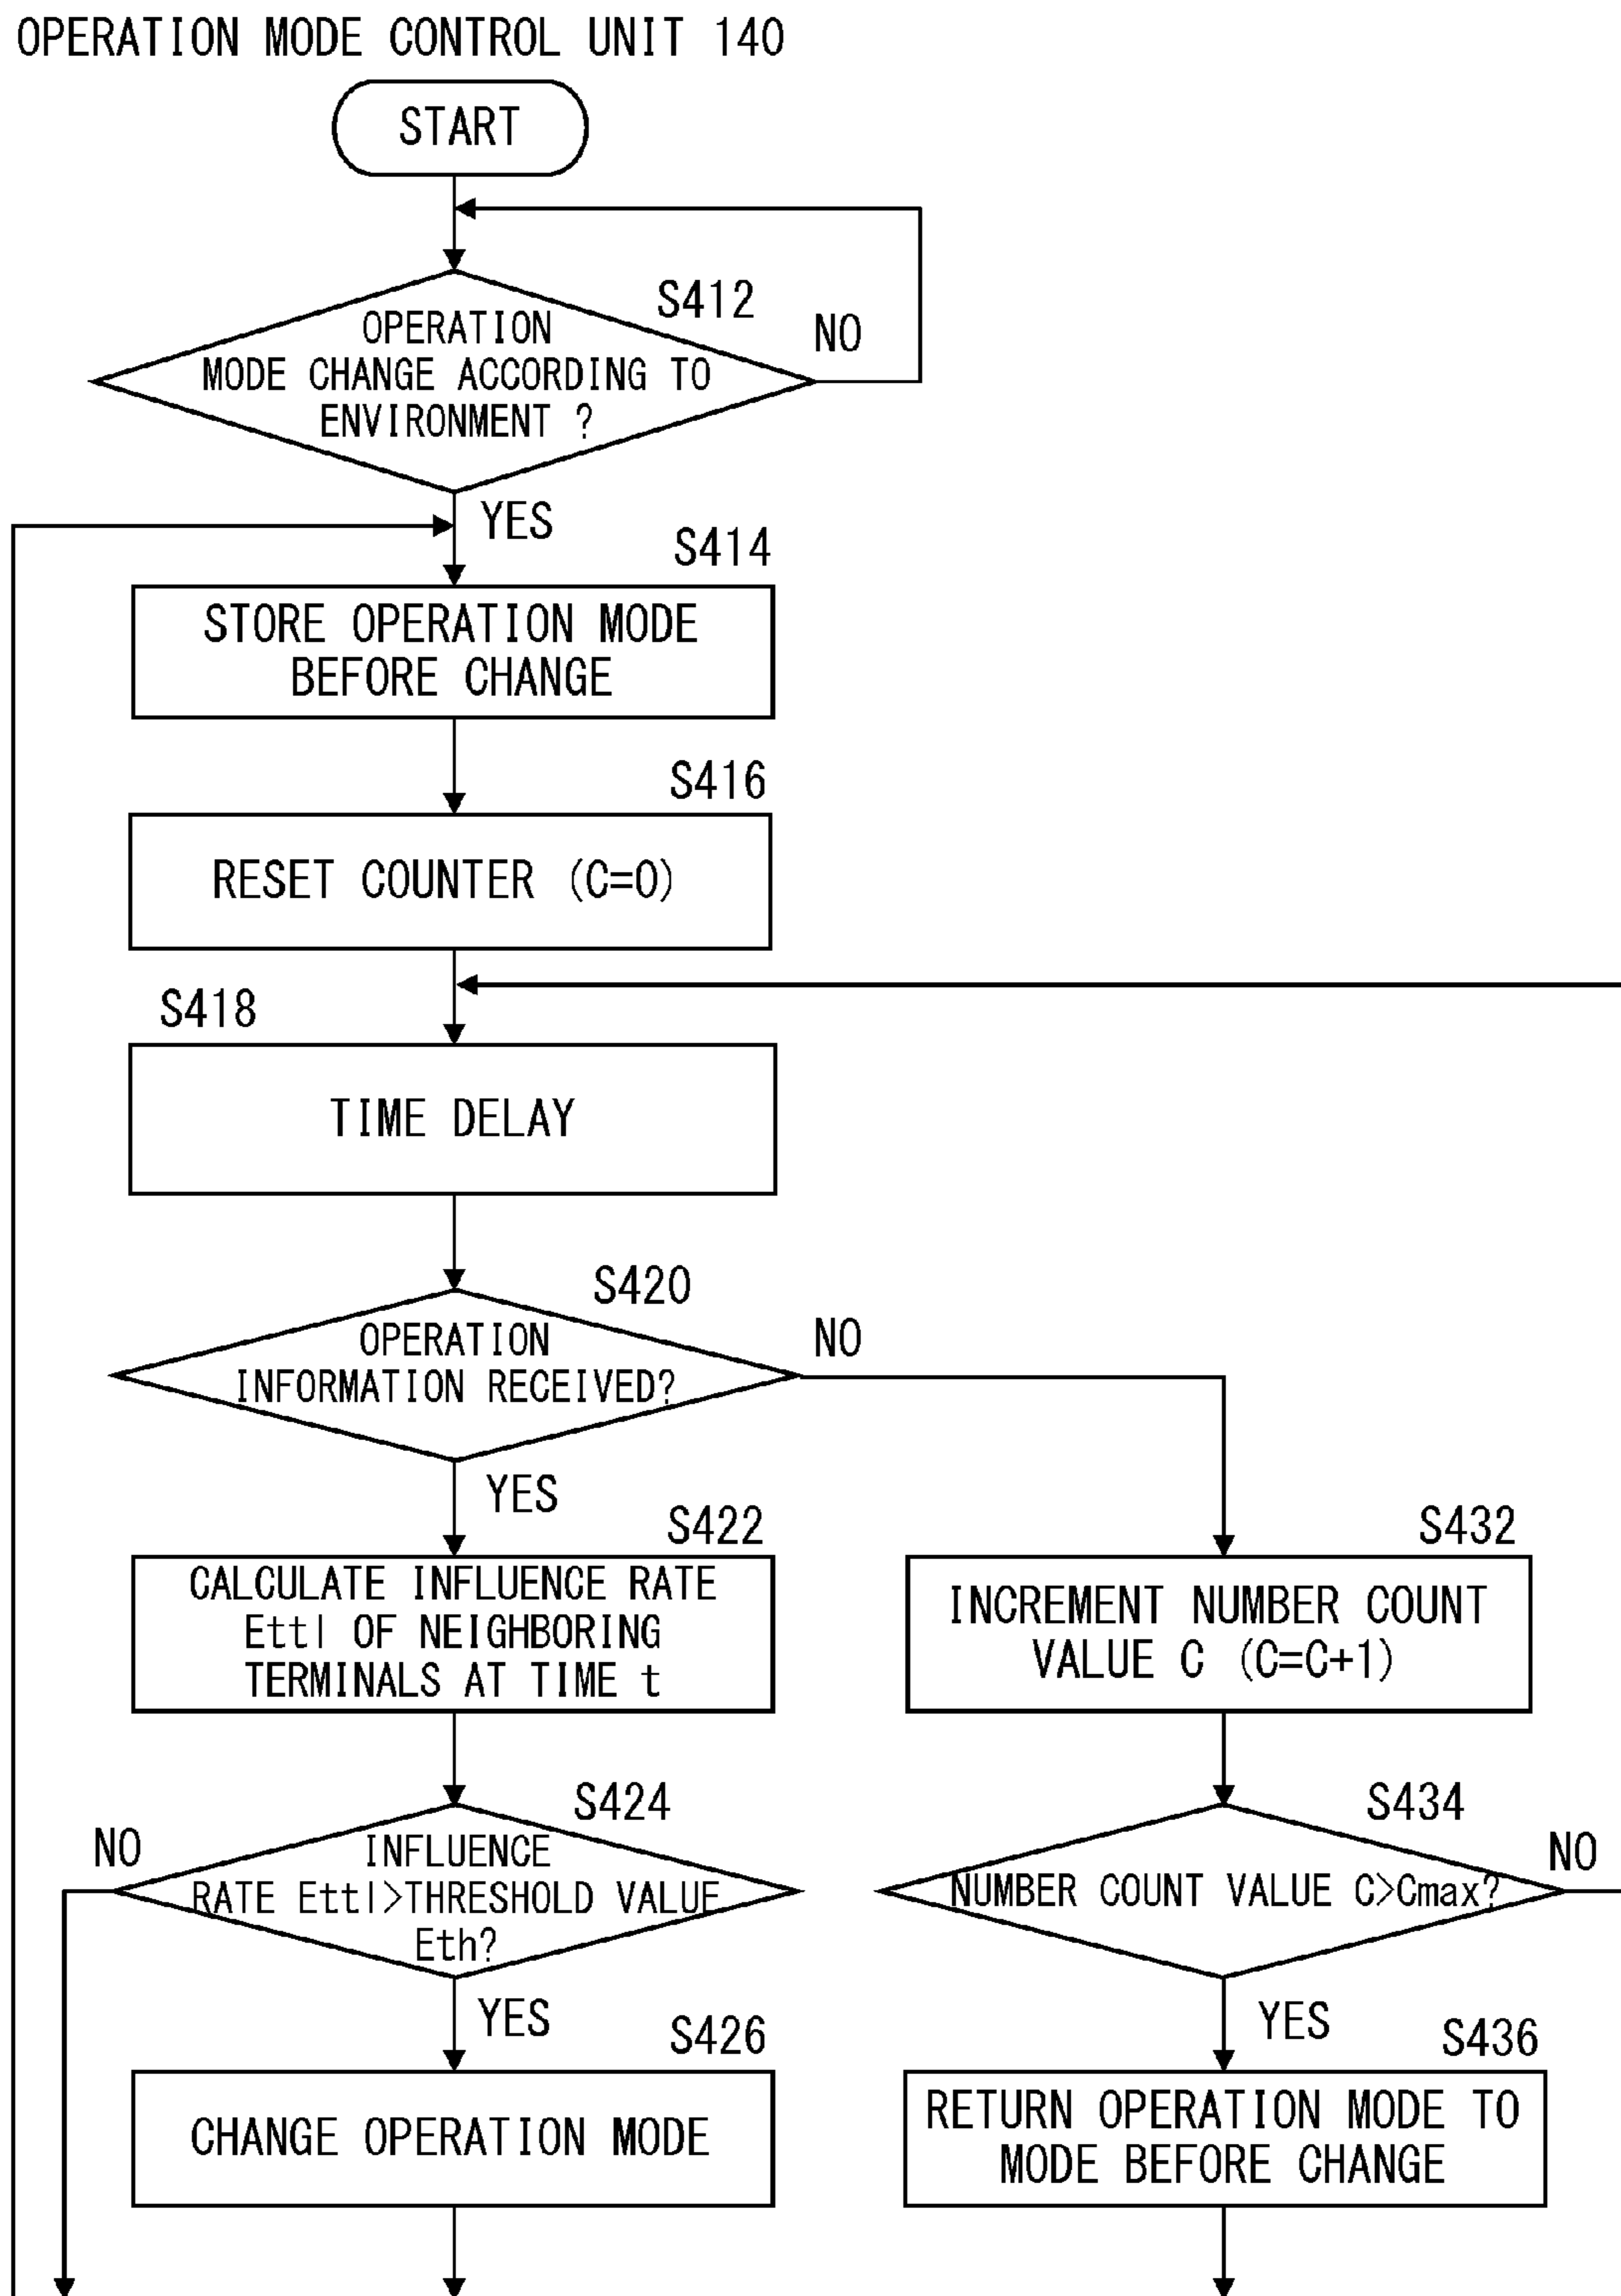 OPERATION MODE CONTROL UNIT 140
START
S412
OPERATION
MODE CHANGE ACCORDING TO
ENVIRONMENT ?
NO
YES
S414
STORE OPERATION MODE
BEFORE CHANGE
S416
RESET COUNTER (C=0)
S418
TIME DELAY
S420
OPERATION
INFORMATION RECEIVED?
NO
YES
S422
CALCULATE INFLUENCE RATE
Ettl OF NEIGHBORING
TERMINALS AT TIME t
S432
INCREMENT NUMBER COUNT
VALUE C (C=C+1)
S424
NO
INFLUENCE
RATE Ettl>THRESHOLD VALUE
Eth?
YES
S434
NUMBER COUNT VALUE C>Cmax?
NO
YES
S426
CHANGE OPERATION MODE
S436
RETURN OPERATION MODE TO
MODE BEFORE CHANGE